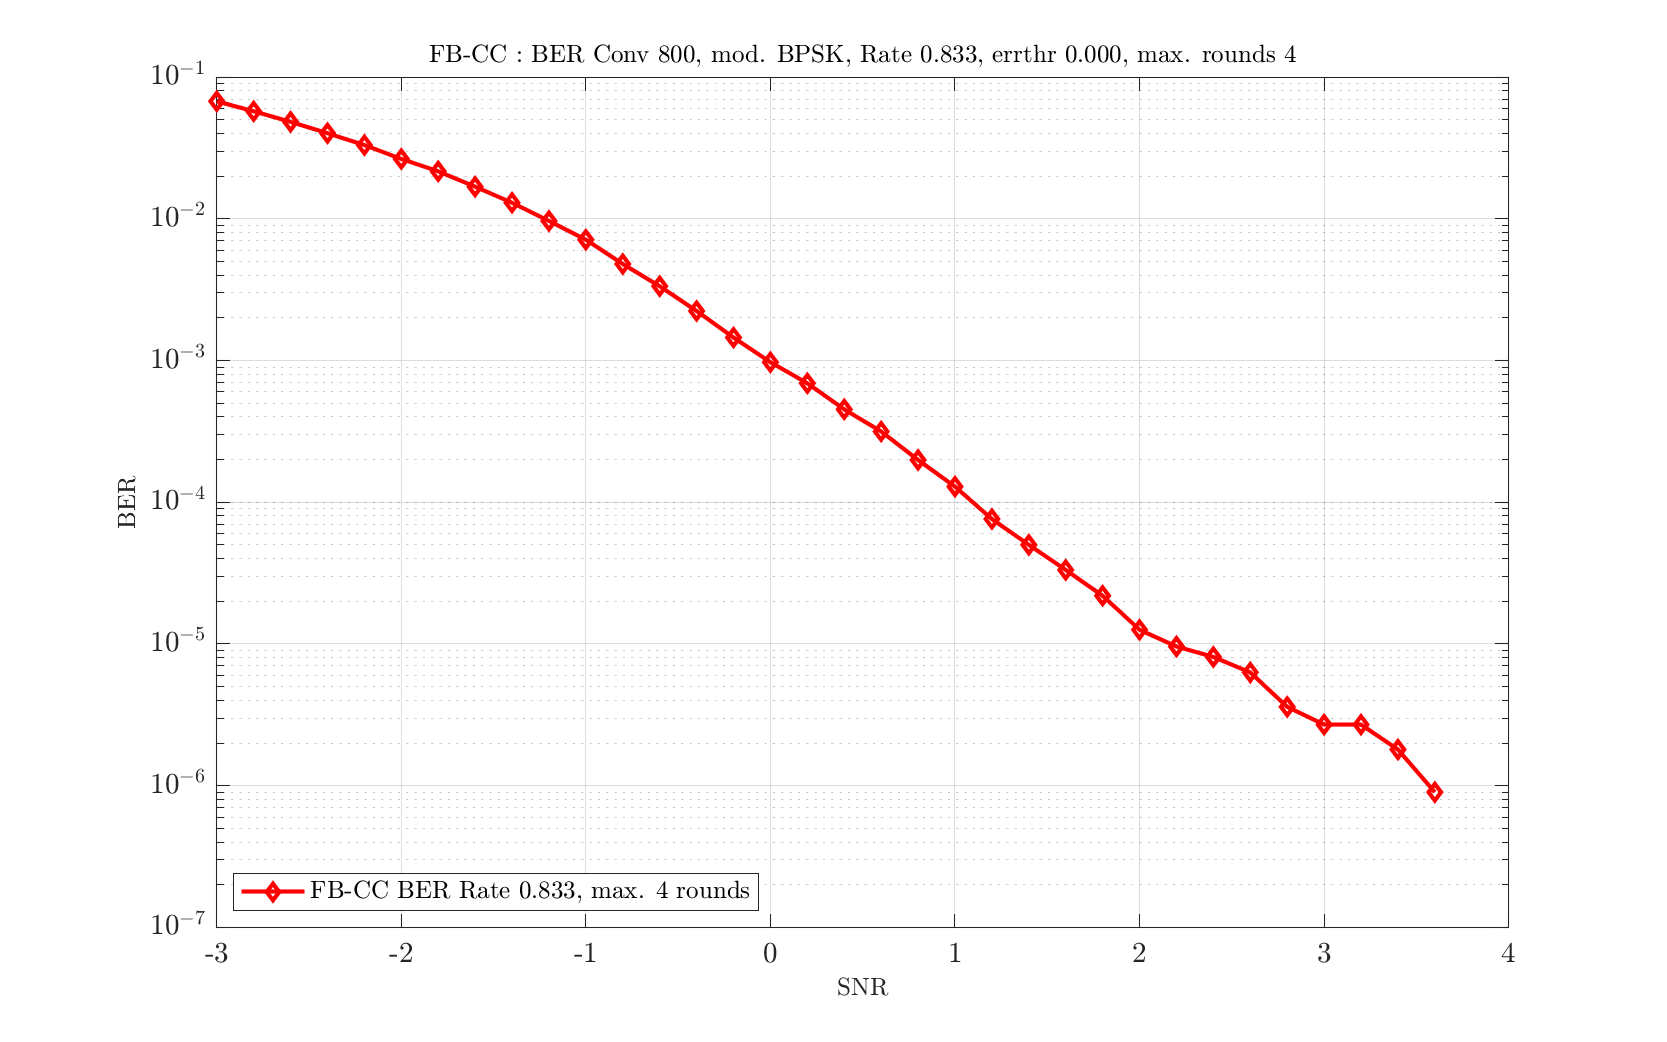 FB-CC : BER Conv 800, mod. BPSK, Rate 0.833, errthr 0.000, max. rounds 4
10⁻¹
10⁻²
10⁻³
10⁻⁴
10⁻⁵
10⁻⁶
10⁻⁷
BER
FB-CC BER Rate 0.833, max. 4 rounds
-3 -2 -1 0 1 2 3 4
SNR